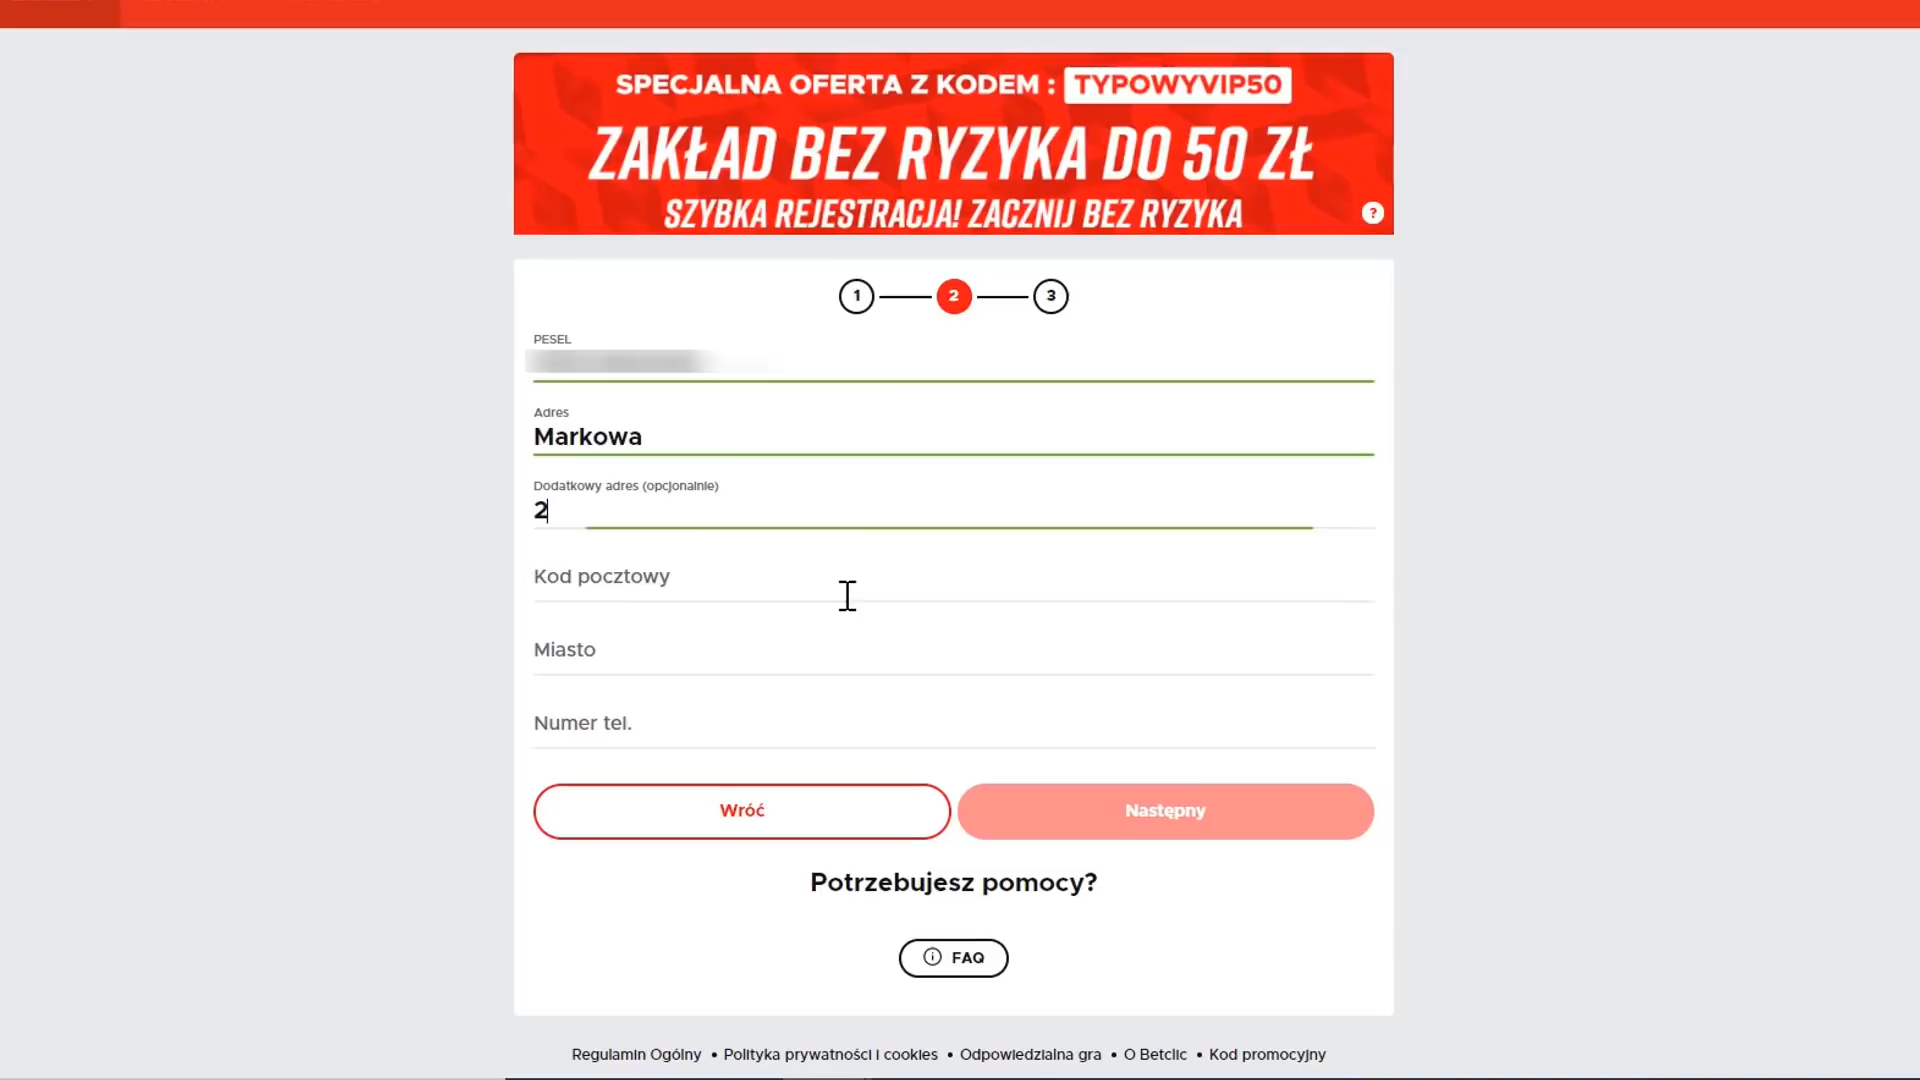 SPECJALNA OFERTA Z KODEM : TYPOWYVIP50
ZAKŁAD BEZ RYZYKA DO 50 ZŁ
SZYBKA REJESTRACJA! ZACZNIJ BEZ RYZYKA
?
1 2 3
PESEL
Adres
Markowa
Dodatkowy adres (opcjonalnie)
2
Kod pocztowy
Miasto
Numer tel.
Wróć Następny
Potrzebujesz pomocy?
FAQ
Regulamin Ogólny • Polityka prywatności i cookies • Odpowiedzialna gra • O Betclic • Kod promocyjny